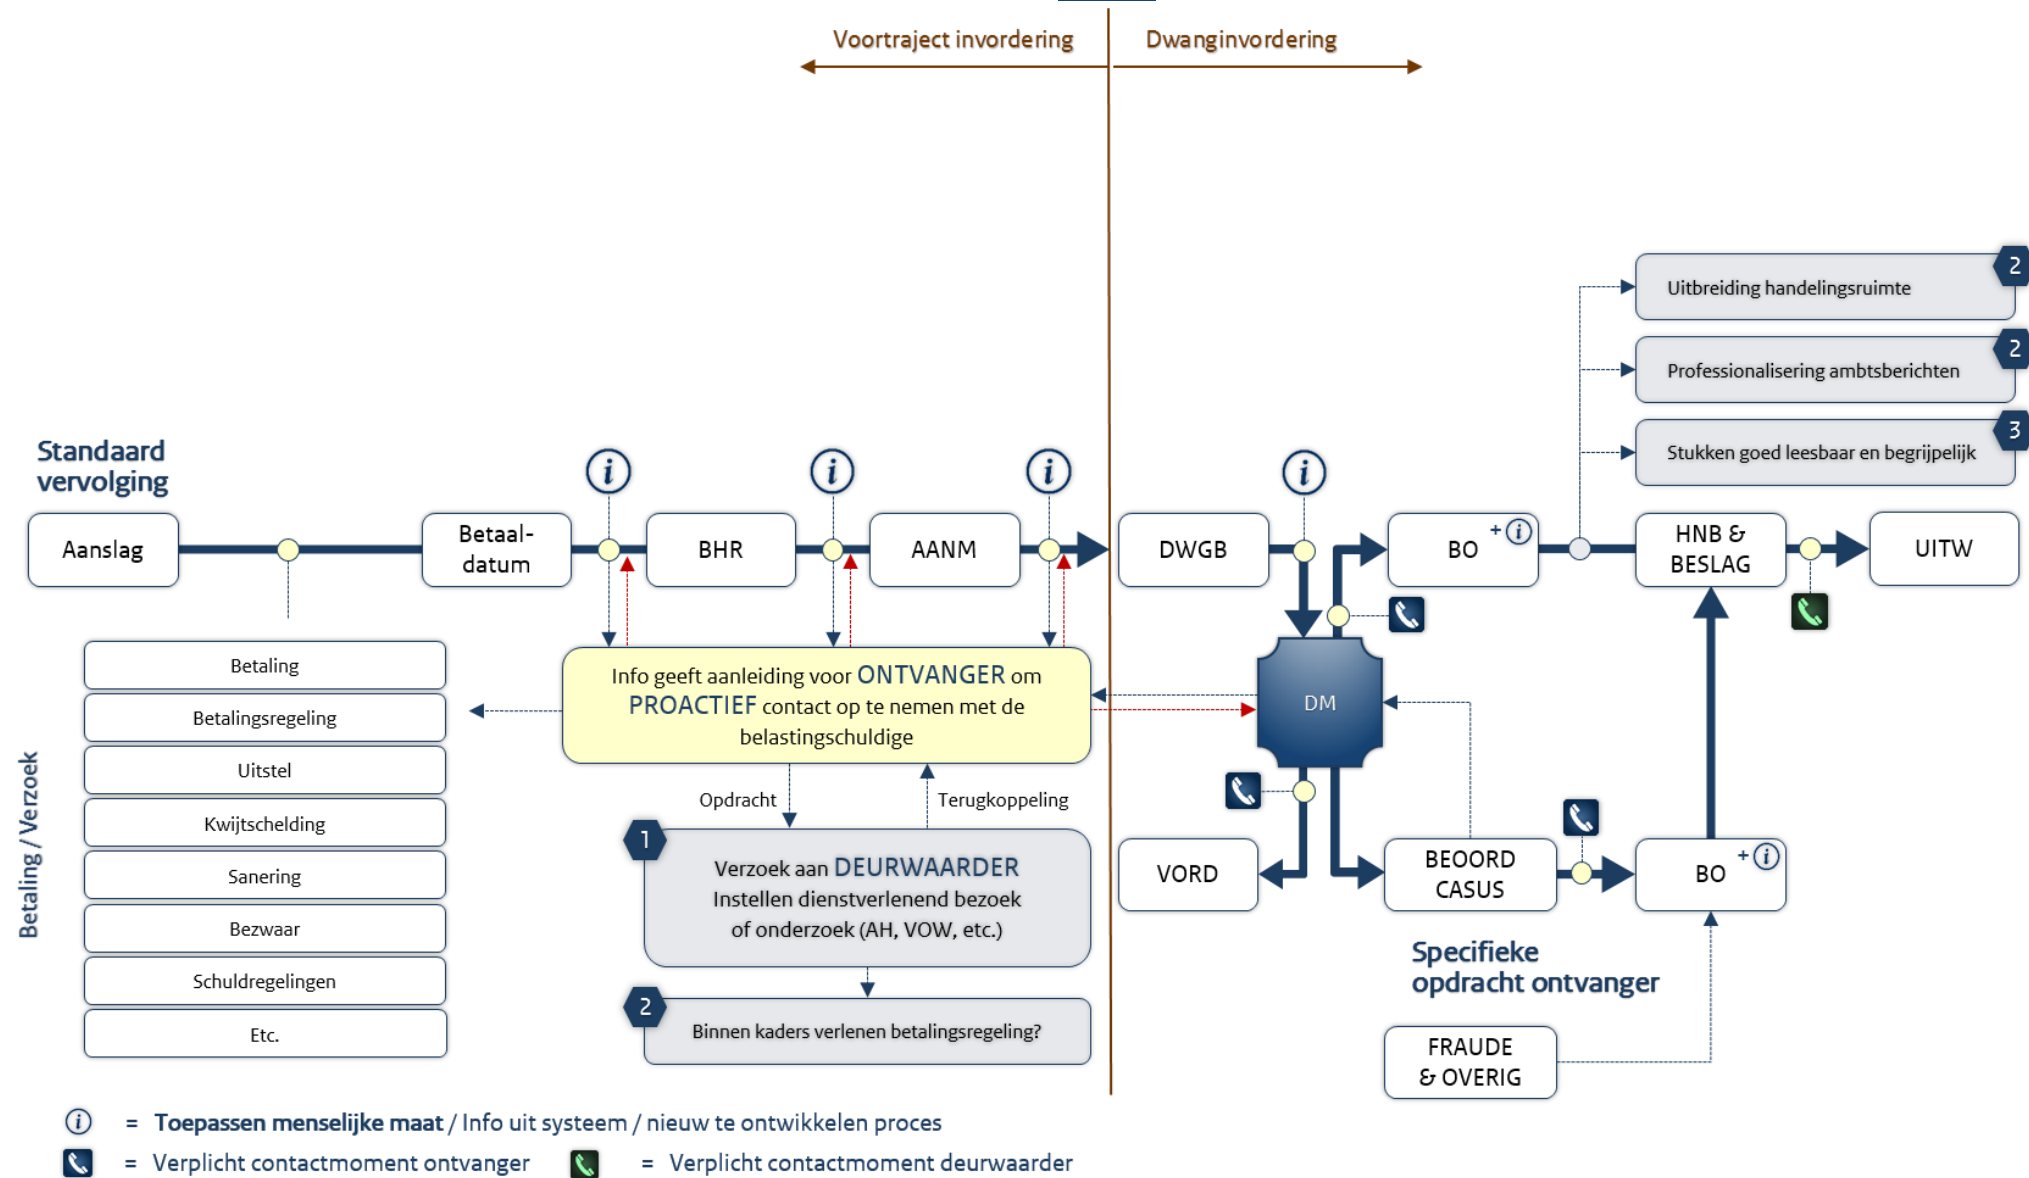 Voortraject invordering
Dwanginvordering
2
Uitbreiding handelingsruimte
2
Professionalisering ambtsberichten
3
Stukken goed leesbaar en begrijpelijk
Standaard
vervolging
i
i
i
i
Aanslag
Betaal-
datum
BHR
AANM
DWGB
BO
+ i
HNB &
BESLAG
UITW
Betaling / Verzoek
Betaling
Betalingsregeling
Uitstel
Kwijtschelding
Sanering
Bezwaar
Schuldregelingen
Etc.
Info geeft aanleiding voor ONTVANGER om
PROACTIEF contact op te nemen met de
belastingschuldige
DM
Opdracht
Terugkoppeling
1
Verzoek aan DEURWAARDER
Instellen dienstverlenend bezoek
of onderzoek (AH, VOW, etc.)
2
Binnen kaders verlenen betalingsregeling?
VORD
BEOORD
CASUS
BO
+ i
Specifieke
opdracht ontvanger
FRAUDE
& OVERIG
i = Toepassen menselijke maat / Info uit systeem / nieuw te ontwikkelen proces
= Verplicht contactmoment ontvanger
= Verplicht contactmoment deurwaarder